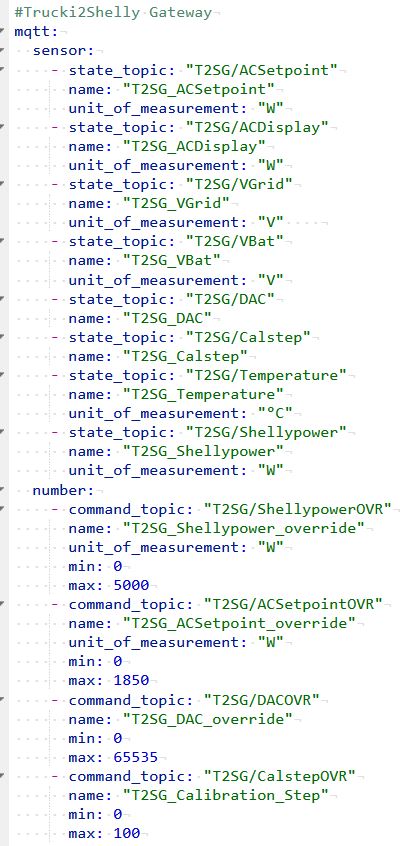 #Trucki2Shelly Gateway
mqtt:
  sensor:
    - state_topic: "T2SG/ACSetpoint"
      name: "T2SG_ACSetpoint"
      unit_of_measurement: "W"
    - state_topic: "T2SG/ACDisplay"
      name: "T2SG_ACDisplay"
      unit_of_measurement: "W"
    - state_topic: "T2SG/VGrid"
      name: "T2SG_VGrid"
      unit_of_measurement: "V"
    - state_topic: "T2SG/VBat"
      name: "T2SG_VBat"
      unit_of_measurement: "V"
    - state_topic: "T2SG/DAC"
      name: "T2SG_DAC"
    - state_topic: "T2SG/Calstep"
      name: "T2SG_Calstep"
    - state_topic: "T2SG/Temperature"
      name: "T2SG_Temperature"
      unit_of_measurement: "°C"
    - state_topic: "T2SG/Shellypower"
      name: "T2SG_Shellypower"
      unit_of_measurement: "W"
  number:
    - command_topic: "T2SG/ShellypowerOVR"
      name: "T2SG_Shellypower_override"
      unit_of_measurement: "W"
      min: 0
      max: 5000
    - command_topic: "T2SG/ACSetpointOVR"
      name: "T2SG_ACSetpoint_override"
      unit_of_measurement: "W"
      min: 0
      max: 1850
    - command_topic: "T2SG/DACOVR"
      name: "T2SG_DAC_override"
      min: 0
      max: 65535
    - command_topic: "T2SG/CalstepOVR"
      name: "T2SG_Calibration_Step"
      min: 0
      max: 100